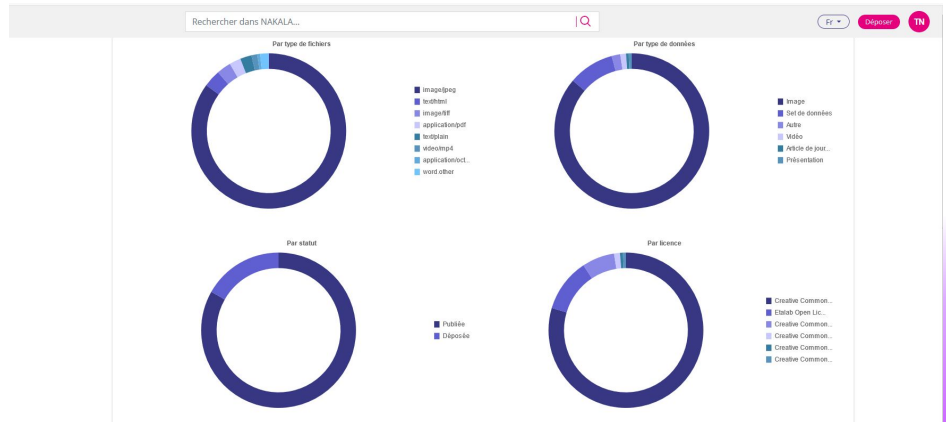 Rechercher dans NAKALA...
Fr
Déposer
TN
Par type de fichiers
image/jpeg
text/html
image/tiff
application/pdf
text/plain
video/mp4
application/oct...
word.other
Par type de données
Image
Set de données
Autre
Vidéo
Article de jour...
Présentation
Par statut
Publiée
Déposée
Par licence
Creative Common...
Etalab Open Lic...
Creative Common...
Creative Common...
Creative Common...
Creative Common...